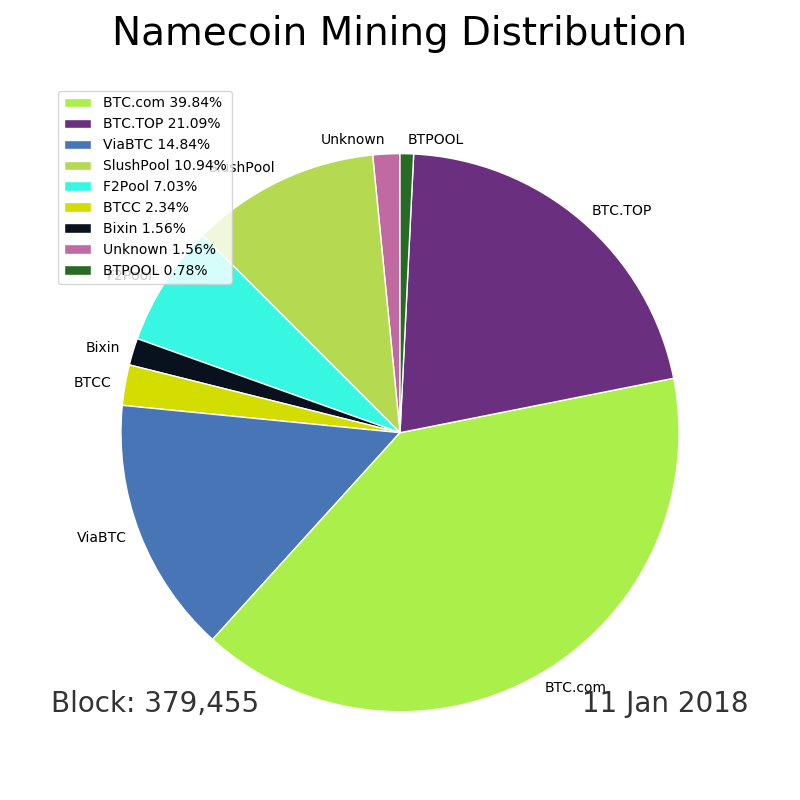 Namecoin Mining Distribution
BTC.com 39.84%
BTC.TOP 21.09%
ViaBTC 14.84%
SlushPool 10.94%
F2Pool 7.03%
BTCC 2.34%
Bixin 1.56%
Unknown 1.56%
BTPOOL 0.78%
Unknown
BTPOOL
SlushPool
BTC.TOP
F2Pool
Bixin
BTCC
ViaBTC
BTC.com
Block: 379,455
11 Jan 2018